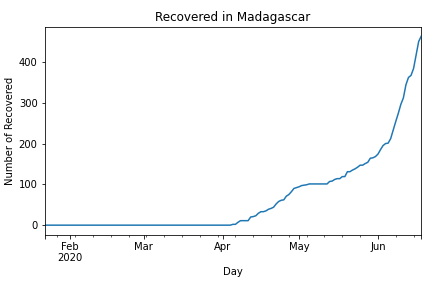 Recovered in Madagascar
Number of Recovered
400
300
200
100
0
Feb
2020
Mar
Apr
May
Jun
Day